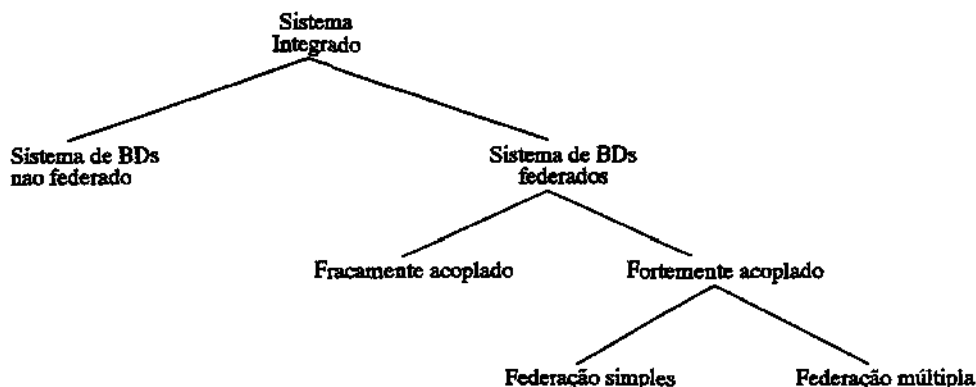 Sistema
Integrado
Sistema de BDs
nao federado
Sistema de BDs
federados
Fracamente acoplado
Fortemente acoplado
Federação simples
Federação múltipla